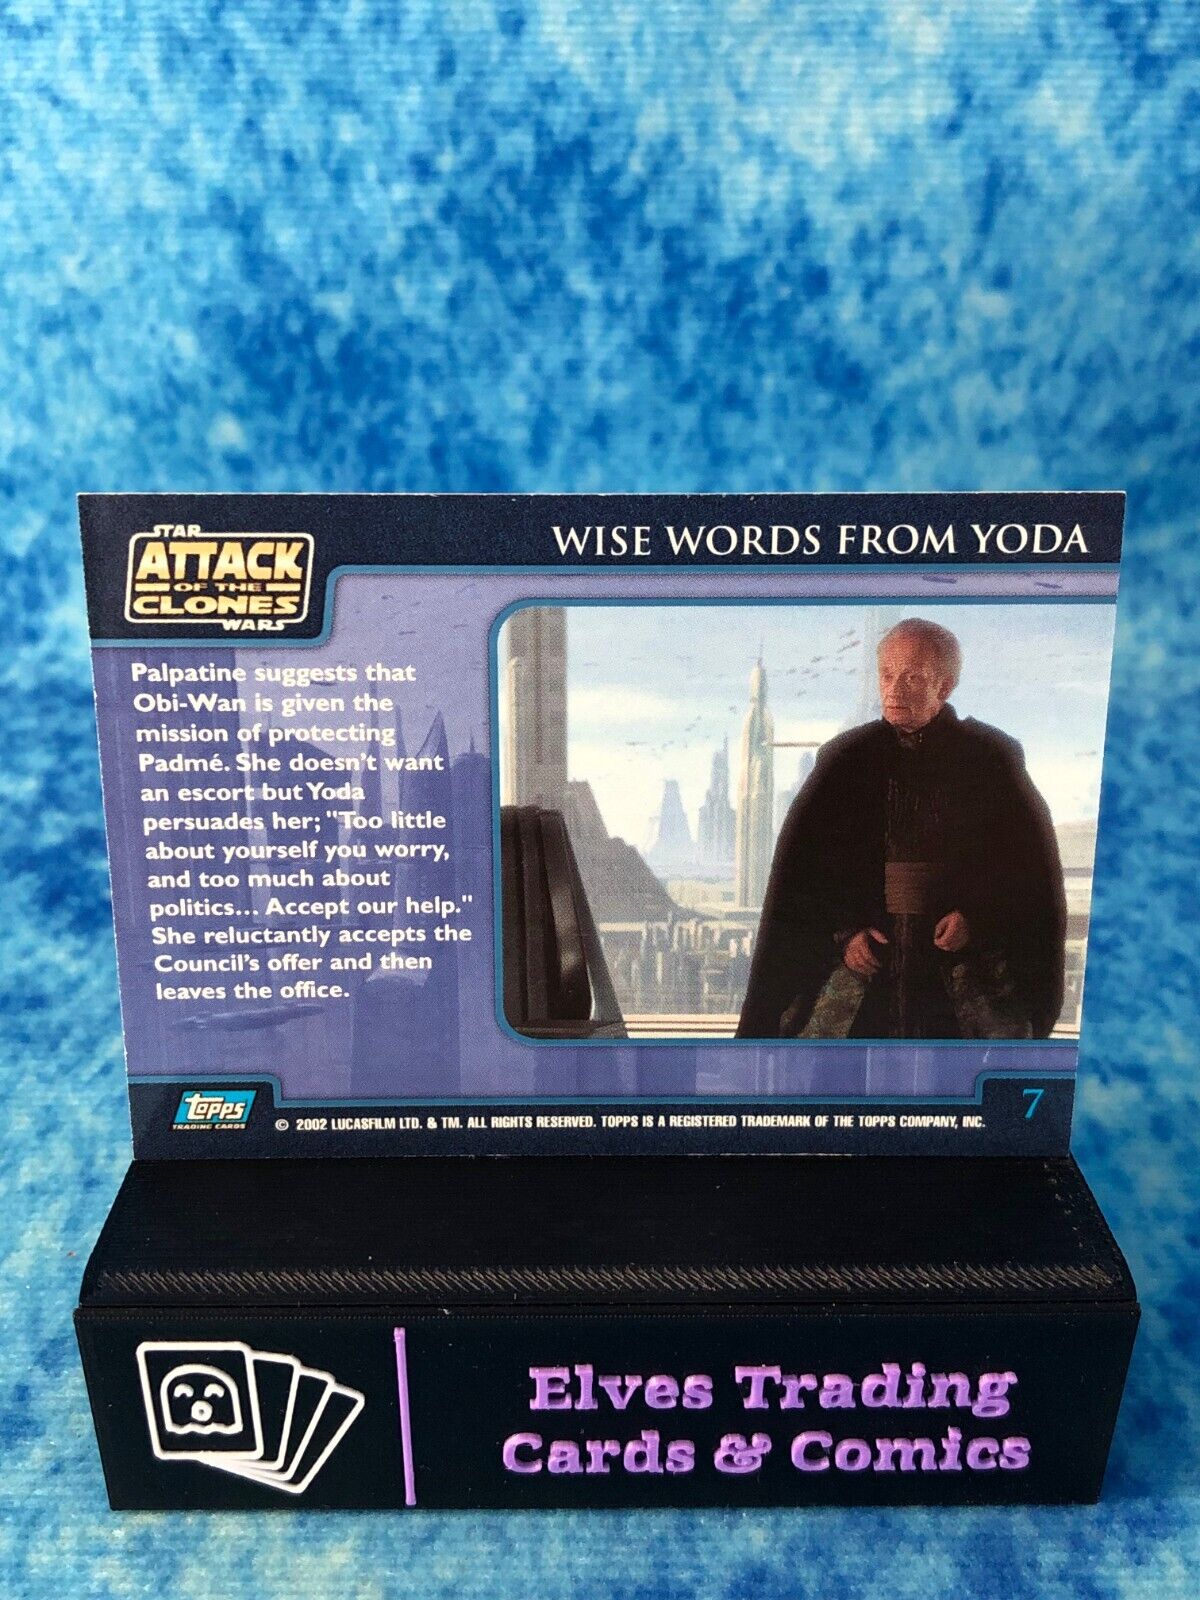 STAR
ATTACK
OF THE
CLONES
WARS
WISE WORDS FROM YODA
Palpatine suggests that
Obi-Wan is given the
mission of protecting
Padmé. She doesn't want
an escort but Yoda
persuades her; "Too little
about yourself you worry,
and too much about
politics... Accept our help."
She reluctantly accepts the
Council's offer and then
leaves the office.
TOPPS
TRADING CARDS
© 2002 LUCASFILM LTD. & TM. ALL RIGHTS RESERVED. TOPPS IS A REGISTERED TRADEMARK OF THE TOPPS COMPANY, INC.
7
Elves Trading
Cards & Comics